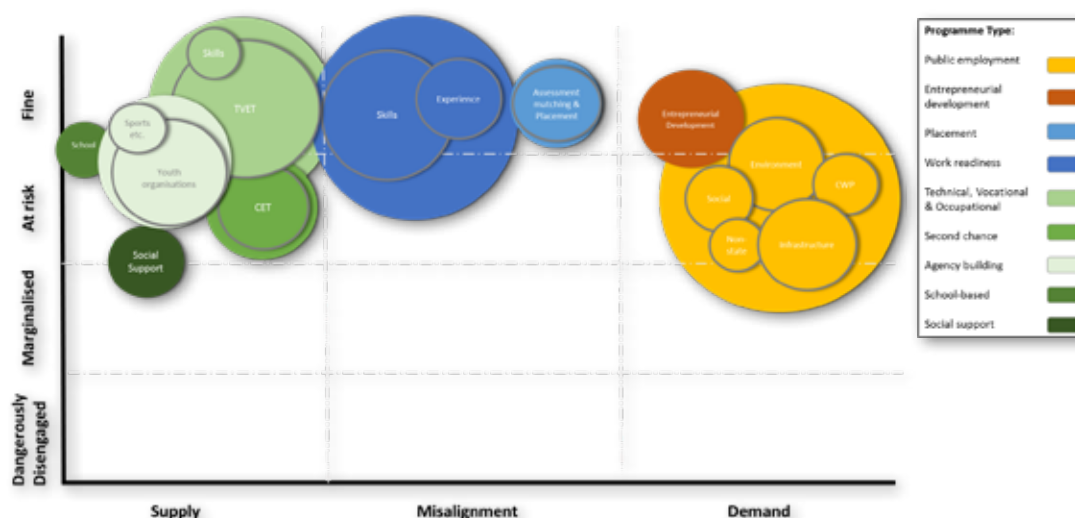 Fine
At risk
Marginalised
Dangerously
Disengaged
Skills
TVET
Sports
etc.
School
Youth
organisations
CET
Social
Support
Skills
Experience
Assessment
matching &
Placement
Entrepreneurial
Development
Environment
CWP
Social
Non-
state
Infrastructure
Supply
Misalignment
Demand
Programme Type:
Public employment
Entrepreneurial
development
Placement
Work readiness
Technical, Vocational
& Occupational
Second chance
Agency building
School-based
Social support